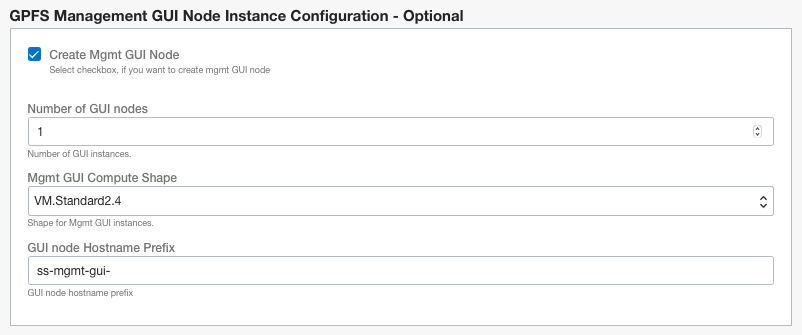 GPFS Management GUI Node Instance Configuration - Optional
Create Mgmt GUI Node
Select checkbox, if you want to create mgmt GUI node
Number of GUI nodes
1
Number of GUI instances.
Mgmt GUI Compute Shape
VM.Standard2.4
Shape for Mgmt GUI instances.
GUI node Hostname Prefix
ss-mgmt-gui-
GUI node hostname prefix